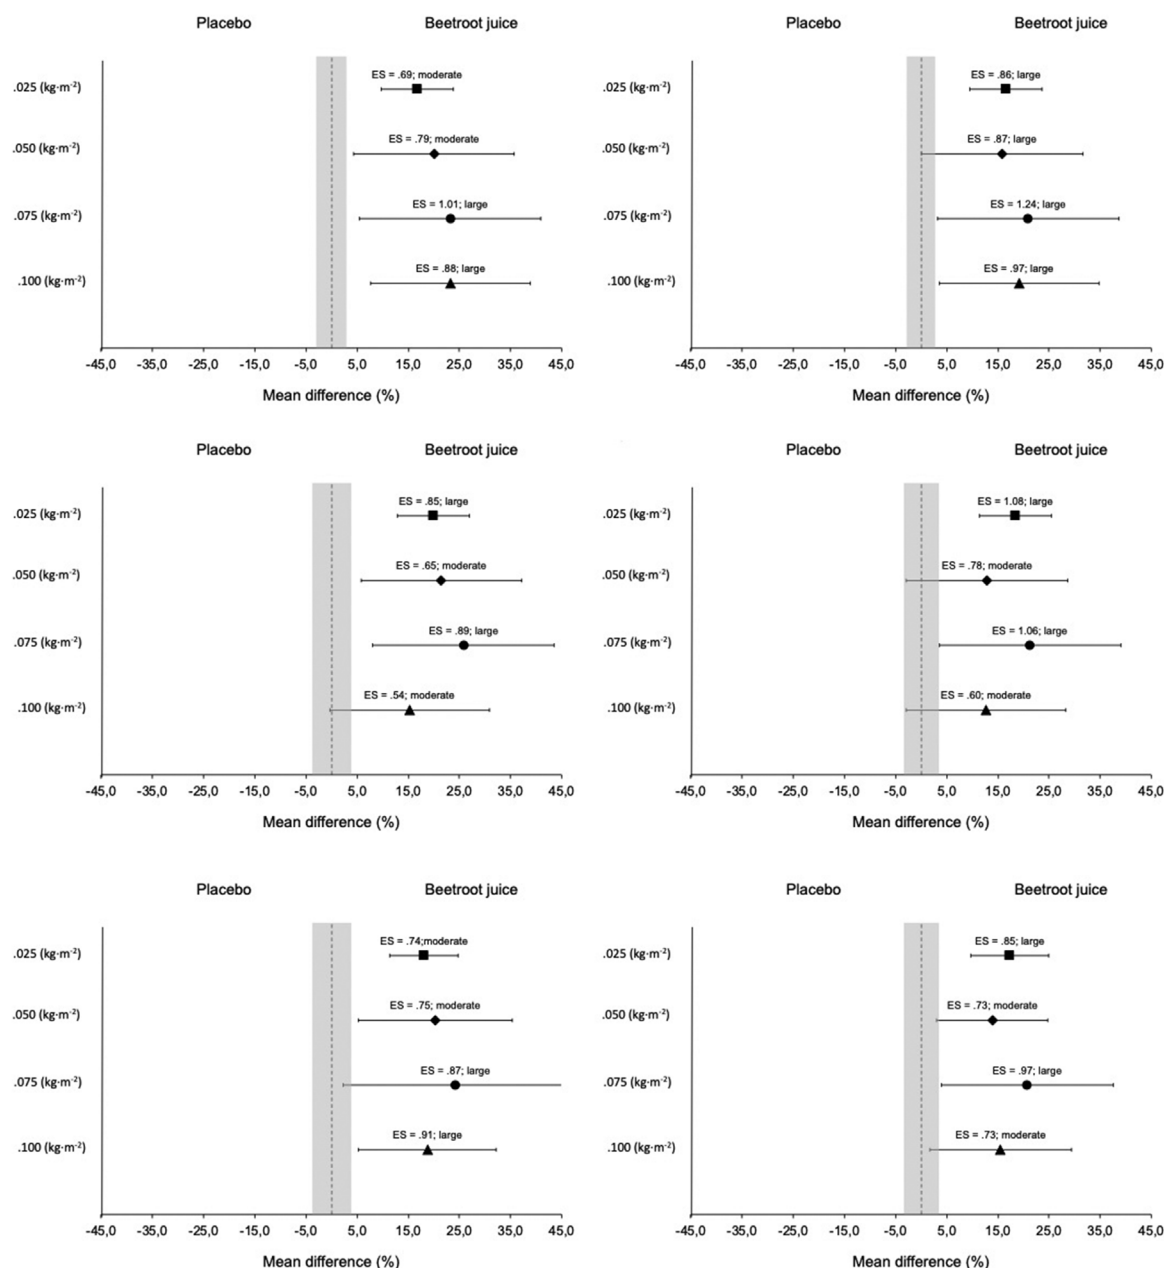 Placebo Beetroot juice
ES = .69; moderate
.025 (kg·m-2)
ES = .79; moderate
.050 (kg·m-2)
ES = 1.01; large
.075 (kg·m-2)
ES = .88; large
.100 (kg·m-2)
-45,0 -35,0 -25,0 -15,0 -5,0 5,0 15,0 25,0 35,0 45,0
Mean difference (%)
Placebo Beetroot juice
ES = .86; large
.025 (kg·m-2)
ES = .87; large
.050 (kg·m-2)
ES = 1.24; large
.075 (kg·m-2)
ES = .97; large
.100 (kg·m-2)
-45,0 -35,0 -25,0 -15,0 -5,0 5,0 15,0 25,0 35,0 45,0
Mean difference (%)
Placebo Beetroot juice
ES = .85; large
.025 (kg·m-2)
ES = .65; moderate
.050 (kg·m-2)
ES = .89; large
.075 (kg·m-2)
ES = .54; moderate
.100 (kg·m-2)
-45,0 -35,0 -25,0 -15,0 -5,0 5,0 15,0 25,0 35,0 45,0
Mean difference (%)
Placebo Beetroot juice
ES = 1.08; large
.025 (kg·m-2)
ES = .78; moderate
.050 (kg·m-2)
ES = 1.06; large
.075 (kg·m-2)
ES = .60; moderate
.100 (kg·m-2)
-45,0 -35,0 -25,0 -15,0 -5,0 5,0 15,0 25,0 35,0 45,0
Mean difference (%)
Placebo Beetroot juice
ES = .74;moderate
.025 (kg·m-2)
ES = .75; moderate
.050 (kg·m-2)
ES = .87; large
.075 (kg·m-2)
ES = .91; large
.100 (kg·m-2)
-45,0 -35,0 -25,0 -15,0 -5,0 5,0 15,0 25,0 35,0 45,0
Mean difference (%)
Placebo Beetroot juice
ES = .85; large
.025 (kg·m-2)
ES = .73; moderate
.050 (kg·m-2)
ES = .97; large
.075 (kg·m-2)
ES = .73; moderate
.100 (kg·m-2)
-45,0 -35,0 -25,0 -15,0 -5,0 5,0 15,0 25,0 35,0 45,0
Mean difference (%)